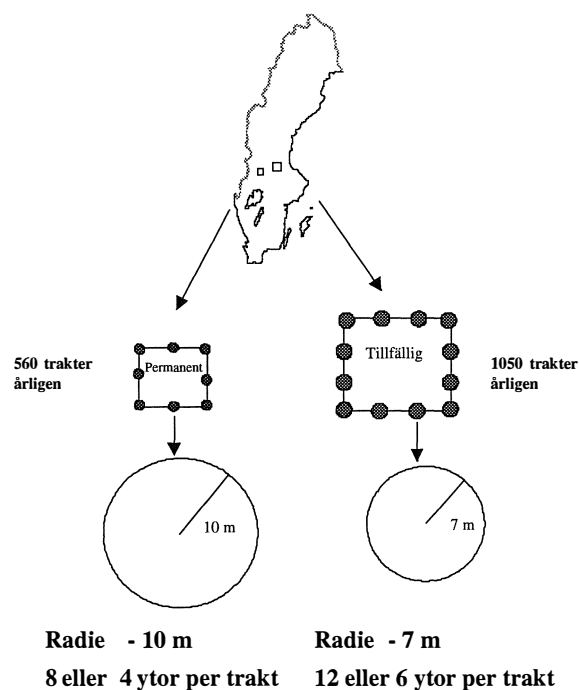 560 trakter
årligen
Permanent
Tillfällig
1050 trakter
årligen
10 m
7 m
Radie - 10 m
8 eller 4 ytor per trakt
Radie - 7 m
12 eller 6 ytor per trakt